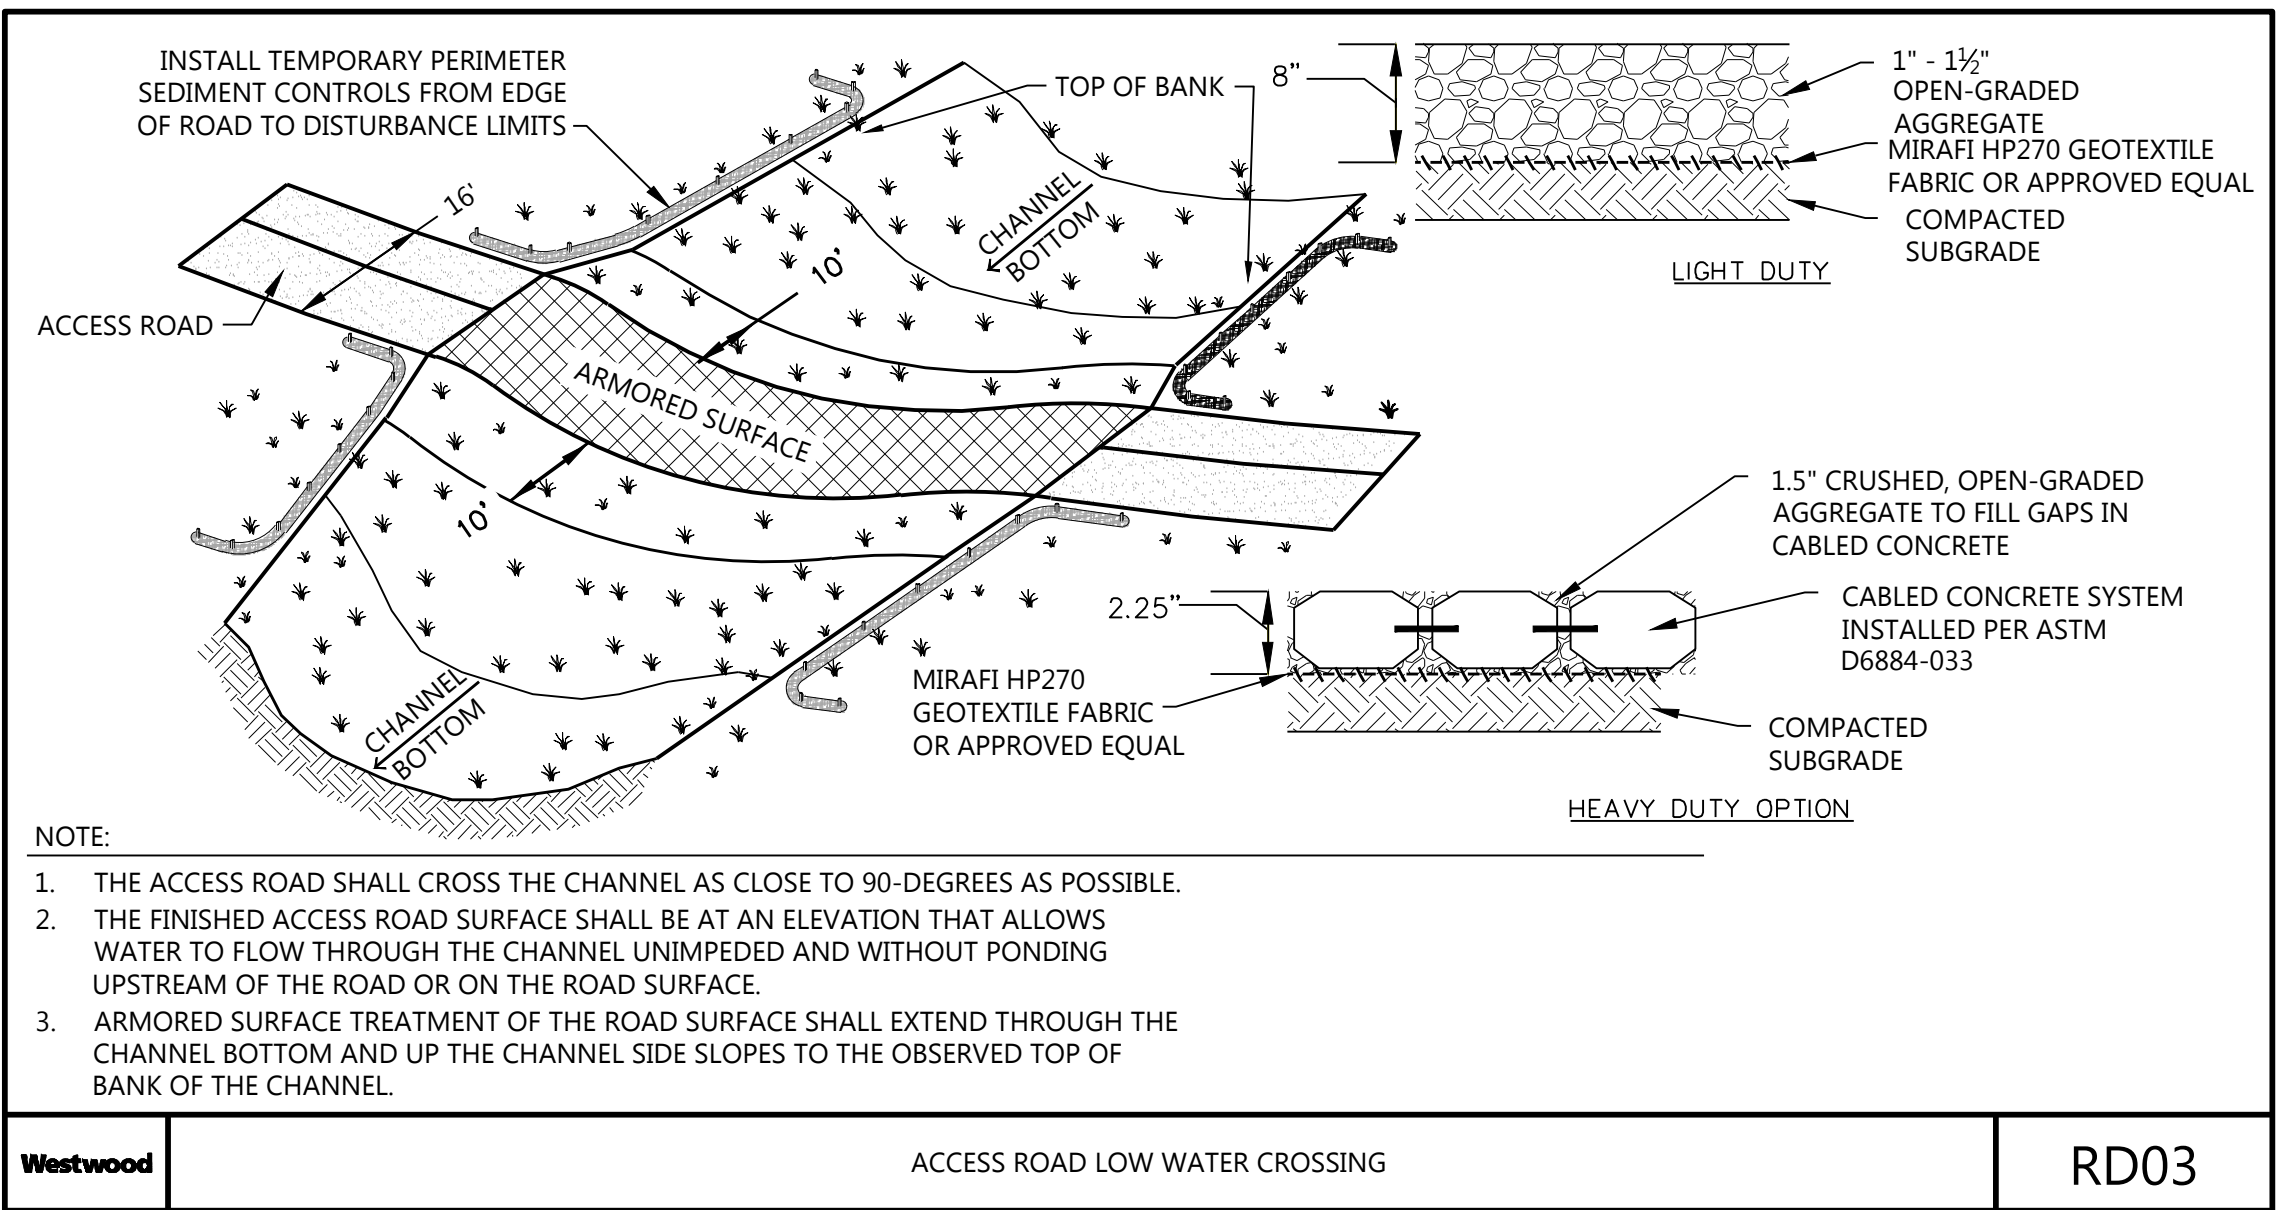 INSTALL TEMPORARY PERIMETER
SEDIMENT CONTROLS FROM EDGE
OF ROAD TO DISTURBANCE LIMITS
TOP OF BANK
16'
ACCESS ROAD
CHANNEL
BOTTOM
10'
ARMORED SURFACE
10'
CHANNEL
BOTTOM
8"
1" - 1½"
OPEN-GRADED
AGGREGATE
MIRAFI HP270 GEOTEXTILE
FABRIC OR APPROVED EQUAL
COMPACTED
SUBGRADE
LIGHT DUTY
1.5" CRUSHED, OPEN-GRADED
AGGREGATE TO FILL GAPS IN
CABLED CONCRETE
2.25"
CABLED CONCRETE SYSTEM
INSTALLED PER ASTM
D6884-033
MIRAFI HP270
GEOTEXTILE FABRIC
OR APPROVED EQUAL
COMPACTED
SUBGRADE
HEAVY DUTY OPTION
NOTE:
1. THE ACCESS ROAD SHALL CROSS THE CHANNEL AS CLOSE TO 90-DEGREES AS POSSIBLE.
2. THE FINISHED ACCESS ROAD SURFACE SHALL BE AT AN ELEVATION THAT ALLOWS
WATER TO FLOW THROUGH THE CHANNEL UNIMPEDED AND WITHOUT PONDING
UPSTREAM OF THE ROAD OR ON THE ROAD SURFACE.
3. ARMORED SURFACE TREATMENT OF THE ROAD SURFACE SHALL EXTEND THROUGH THE
CHANNEL BOTTOM AND UP THE CHANNEL SIDE SLOPES TO THE OBSERVED TOP OF
BANK OF THE CHANNEL.
Westwood
ACCESS ROAD LOW WATER CROSSING
RD03